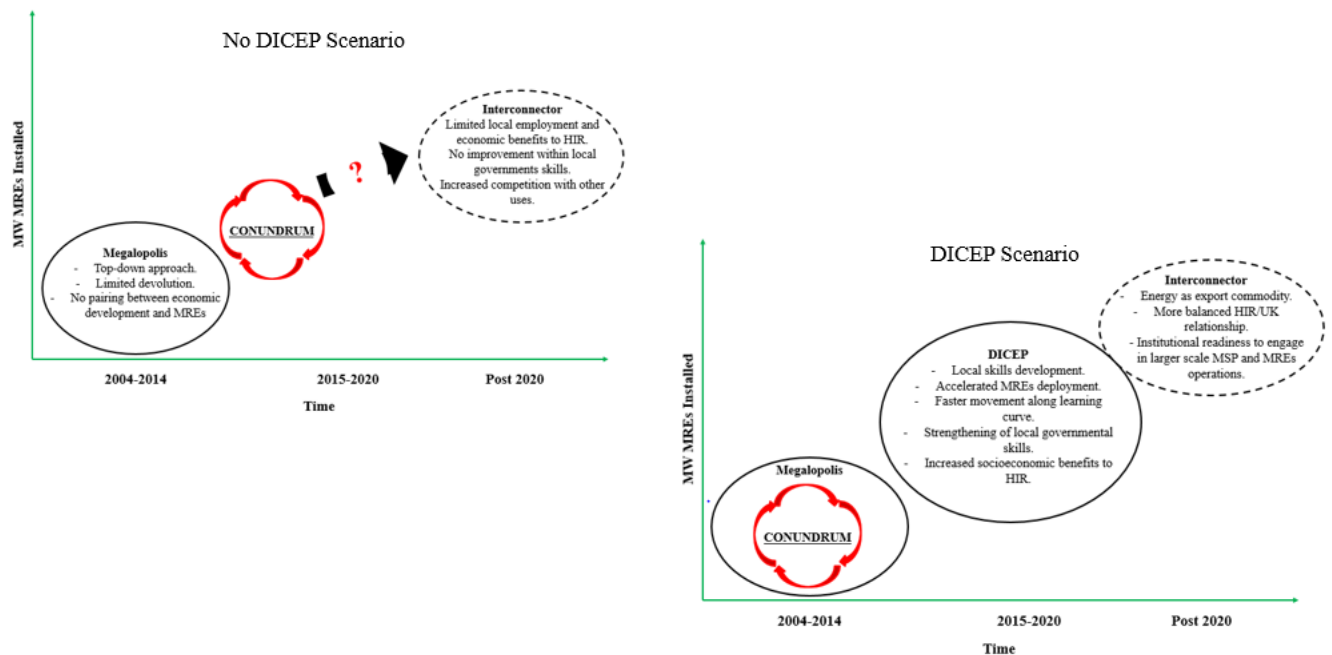 No DICEP Scenario
MW MREs Installed
Interconnector
Limited local employment and
economic benefits to HIR.
No improvement within local
governments skills.
Increased competition with other
uses.
?
CONUNDRUM
Megalopolis
- Top-down approach.
- Limited devolution.
- No pairing between economic
development and MREs
2004-2014
2015-2020
Post 2020
Time
DICEP Scenario
MW MREs Installed
Interconnector
- Energy as export commodity.
- More balanced HIR/UK
relationship.
- Institutional readiness to engage
in larger scale MSP and MREs
operations.
DICEP
- Local skills development.
- Accelerated MREs deployment.
- Faster movement along learning
curve.
- Strengthening of local governmental
skills.
- Increased socioeconomic benefits to
HIR.
Megalopolis
CONUNDRUM
2004-2014
2015-2020
Post 2020
Time